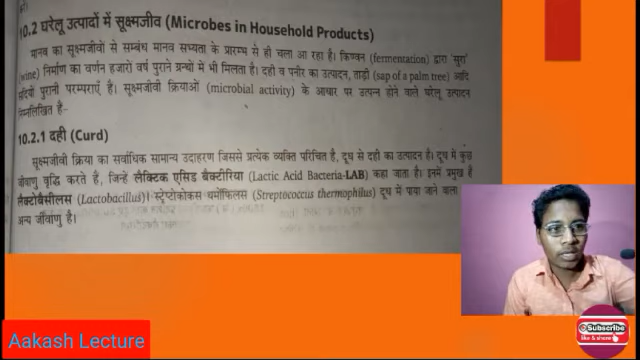 10.2 घरेलू उत्पादों में सूक्ष्मजीव (Microbes in Household Products)
मानव का सूक्ष्मजीवों से सम्बंध मानव सभ्यता के प्रारम्भ से ही चला आ रहा है। किण्वन (fermentation) द्वारा 'सुरा'
(wine) निर्माण का वर्णन हजारों वर्ष पुराने ग्रन्थों में भी मिलता है। दही व पनीर का उत्पादन, ताड़ी (sap of a palm tree) आदि
सदियों पुरानी परम्पराएँ है। सूक्ष्मजीवी क्रियाओं (microbial activity) के आधार पर उत्पन्न होने वाले घरेलू उत्पादन
निम्नलिखित है-
10.2.1 दही (Curd)
सूक्ष्मजीवी क्रिया का सर्वाधिक सामान्य उदाहरण जिससे प्रत्येक व्यक्ति परिचित है, दूध से दही का उत्पादन है। दूध में कुछ
जीवाणु वृद्धि करते है, जिन्हे लैक्टिक एसिड बैक्टीरिया (Lactic Acid Bacteria-LAB) कहा जाता है। इनमें प्रमुख है
लैक्टोबैसीलस (Lactobacillus)। स्ट्रेप्टोकोकस थर्मोफिलस (Streptococcus thermophilus) दूध में पाया जाने वाला
अन्य जीवाणु है।
Aakash Lecture
Subscribe
like & share